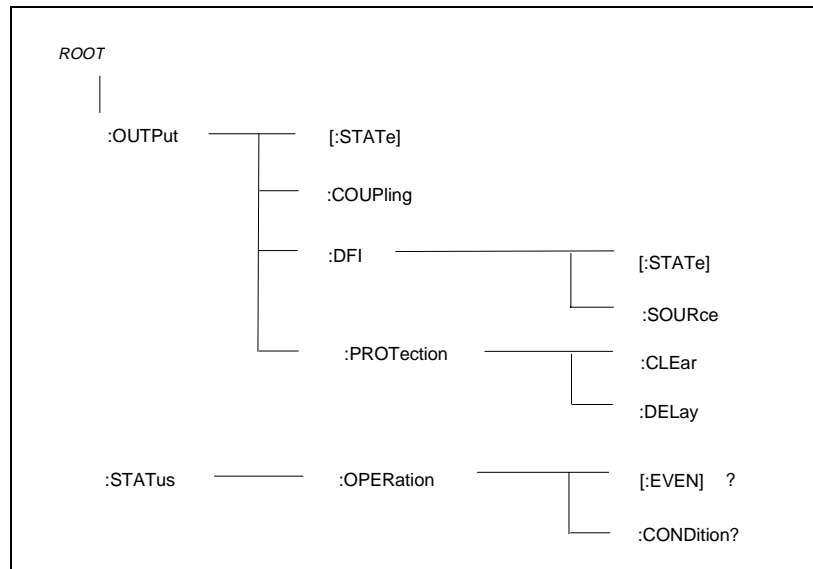 ROOT
:OUTPut [:STATe]
:COUPling
:DFI [:STATe]
:SOURce
:PROTection :CLEar
:DELay
:STATus :OPERation [:EVEN] ?
:CONDition?